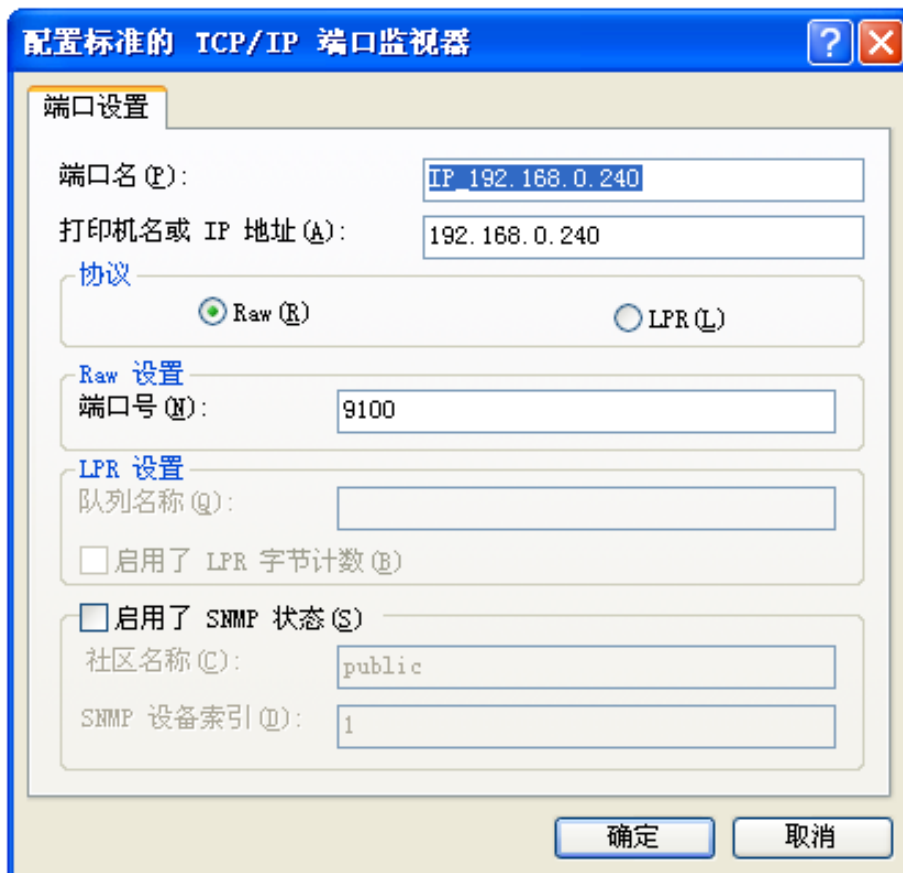 配置标准的 TCP/IP 端口监视器
端口设置
端口名(P): IP_192.168.0.240
打印机名或 IP 地址(A): 192.168.0.240
协议
Raw(R) LPR(L)
Raw 设置
端口号(N): 9100
LPR 设置
队列名称(Q):
启用了 LPR 字节计数(B)
启用了 SNMP 状态(S)
社区名称(C): public
SNMP 设备索引(D): 1
确定 取消